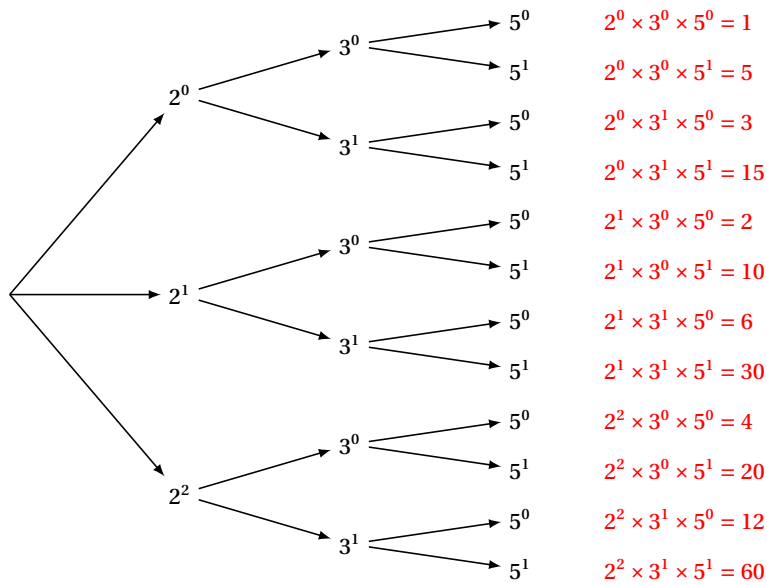 5⁰ 2⁰ × 3⁰ × 5⁰ = 1
3⁰
5¹ 2⁰ × 3⁰ × 5¹ = 5
2⁰
5⁰ 2⁰ × 3¹ × 5⁰ = 3
3¹
5¹ 2⁰ × 3¹ × 5¹ = 15
5⁰ 2¹ × 3⁰ × 5⁰ = 2
3⁰
5¹ 2¹ × 3⁰ × 5¹ = 10
2¹
5⁰ 2¹ × 3¹ × 5⁰ = 6
3¹
5¹ 2¹ × 3¹ × 5¹ = 30
5⁰ 2² × 3⁰ × 5⁰ = 4
3⁰
5¹ 2² × 3⁰ × 5¹ = 20
2²
5⁰ 2² × 3¹ × 5⁰ = 12
3¹
5¹ 2² × 3¹ × 5¹ = 60